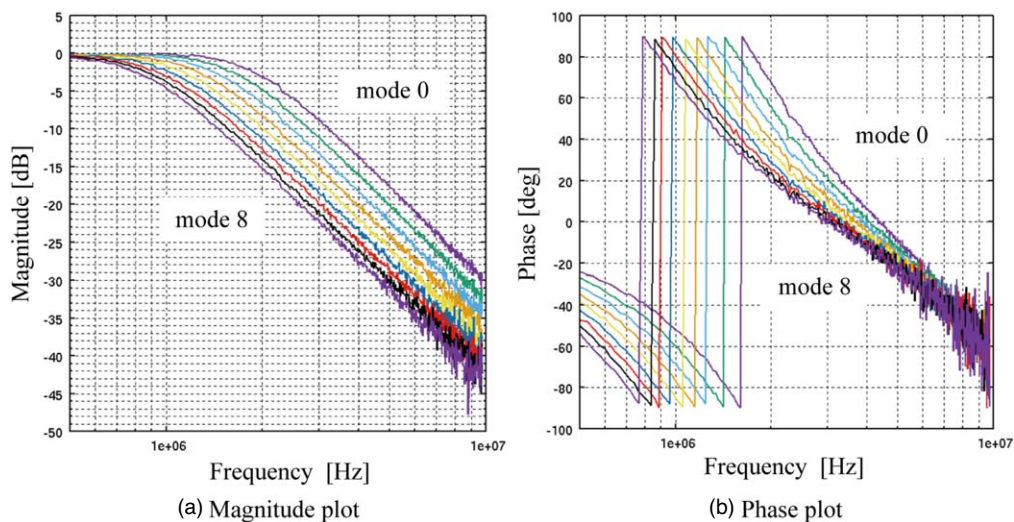 5
0
-5
-10
-15
-20
-25
-30
-35
-40
-45
-50
Magnitude [dB]
mode 0
mode 8
1e+06
1e+07
Frequency [Hz]
(a) Magnitude plot
100
80
60
40
20
0
-20
-40
-60
-80
-100
Phase [deg]
mode 0
mode 8
1e+06
1e+07
Frequency [Hz]
(b) Phase plot